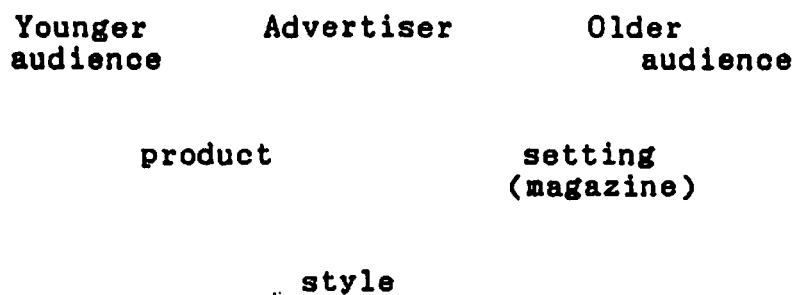 Younger Advertiser Older
audience audience
product setting
(magazine)
style